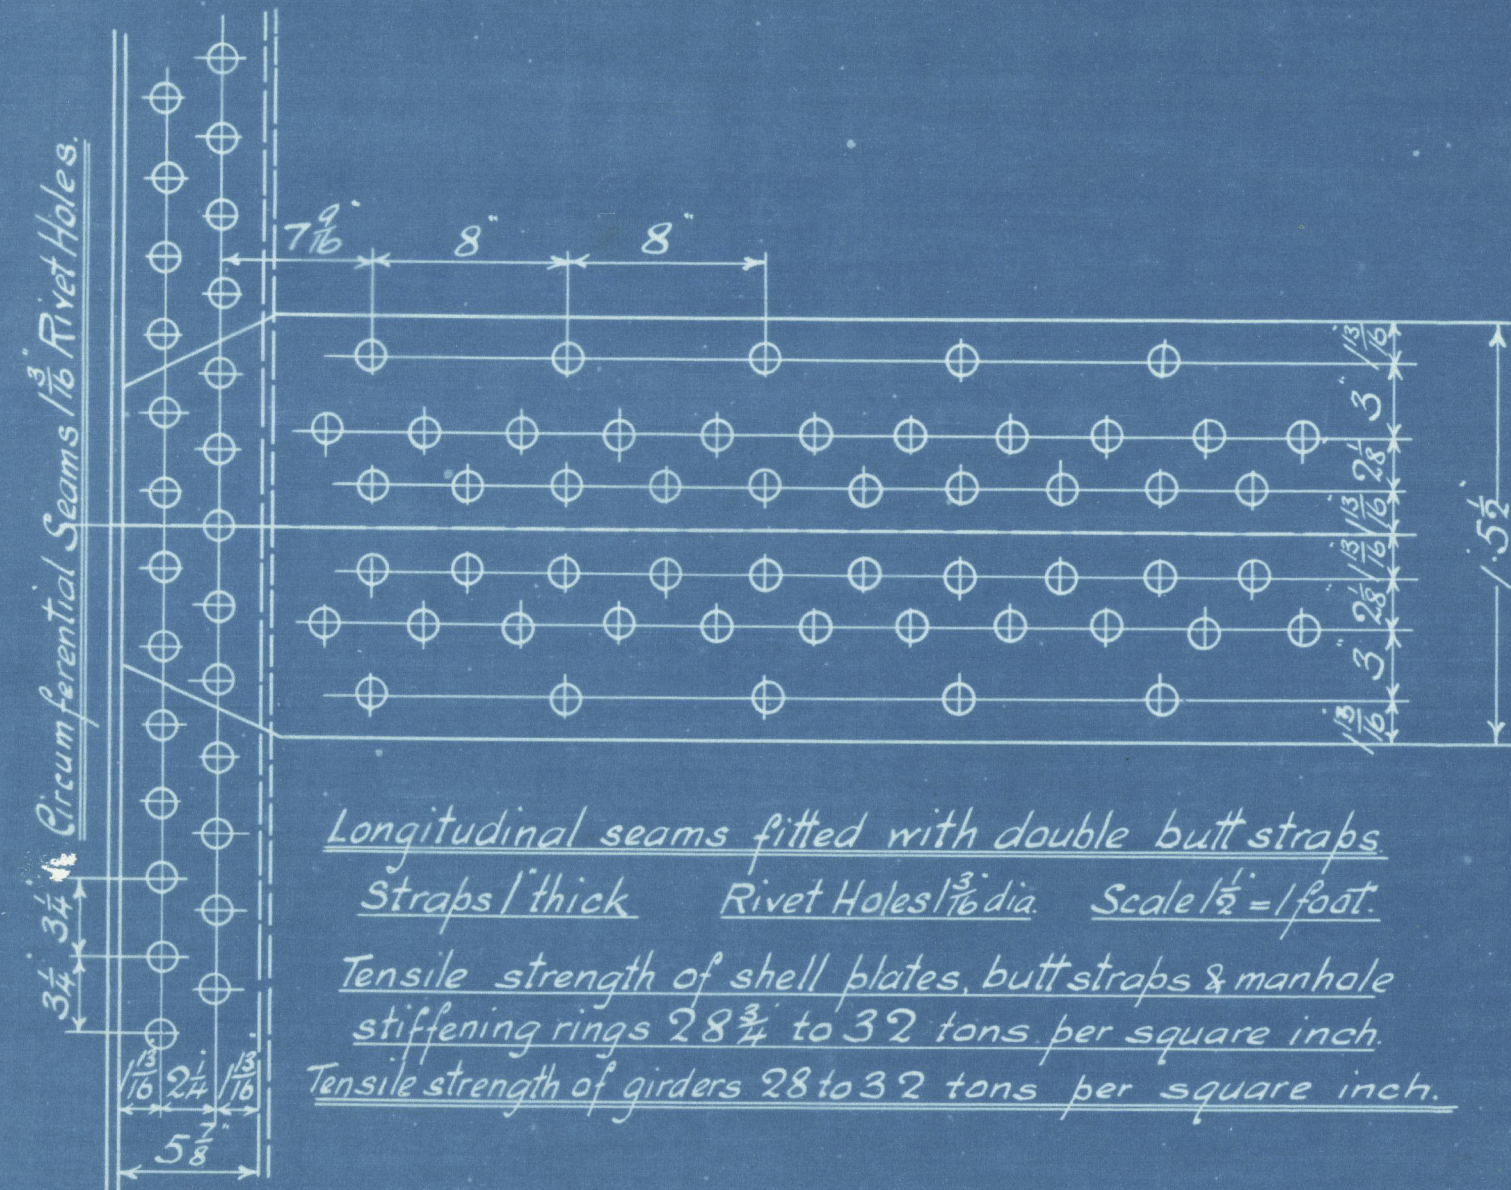 Circumferential Seams 1 3/16" Rivet Holes.
7 9/16"
8"
8"
1 13/16"
3"
2 1/8"
1 13/16"
1 13/16"
2 1/8"
3"
1 13/16"
1'. 5 1/2"
Longitudinal seams fitted with double butt straps.
Straps 1" thick Rivet Holes 1 3/16" dia. Scale 1 1/2" = 1 foot.
Tensile strength of shell plates, butt straps & manhole
stiffening rings 28 3/4 to 32 tons per square inch.
Tensile strength of girders 28 to 32 tons per square inch.
3 1/4"
3 1/4"
1 13/16"
2 1/4"
1 13/16"
5 7/8"